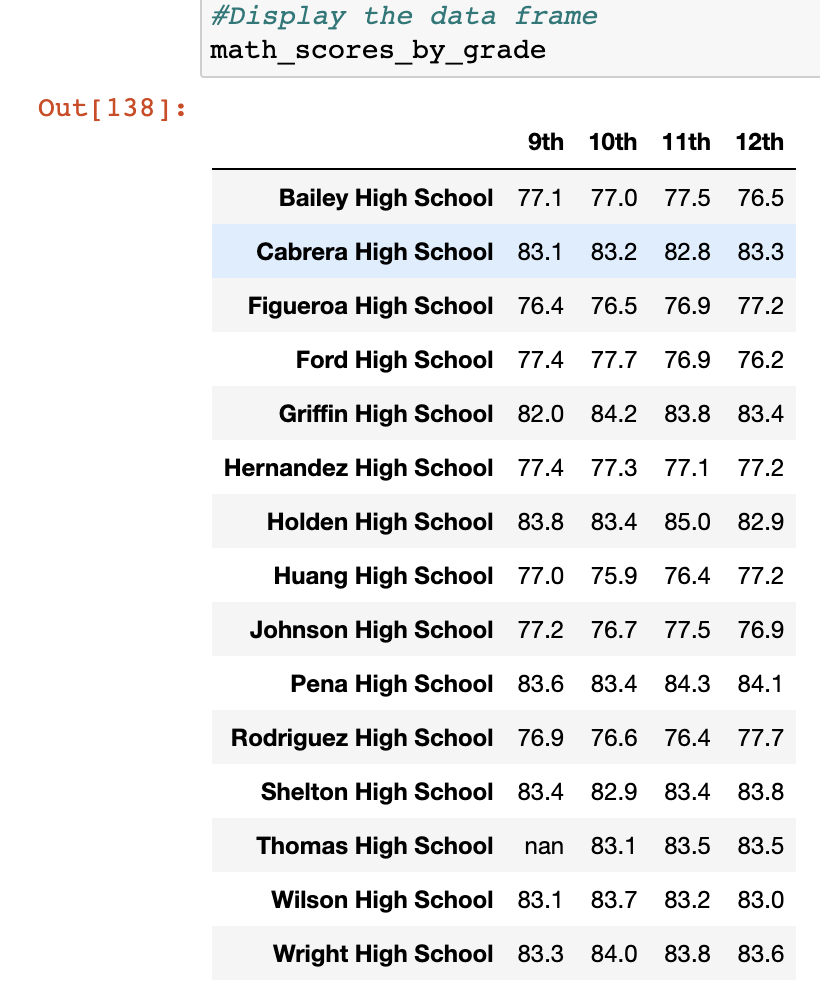 #Display the data frame
math_scores_by_grade
Out[138]:
9th 10th 11th 12th
Bailey High School 77.1 77.0 77.5 76.5
Cabrera High School 83.1 83.2 82.8 83.3
Figueroa High School 76.4 76.5 76.9 77.2
Ford High School 77.4 77.7 76.9 76.2
Griffin High School 82.0 84.2 83.8 83.4
Hernandez High School 77.4 77.3 77.1 77.2
Holden High School 83.8 83.4 85.0 82.9
Huang High School 77.0 75.9 76.4 77.2
Johnson High School 77.2 76.7 77.5 76.9
Pena High School 83.6 83.4 84.3 84.1
Rodriguez High School 76.9 76.6 76.4 77.7
Shelton High School 83.4 82.9 83.4 83.8
Thomas High School nan 83.1 83.5 83.5
Wilson High School 83.1 83.7 83.2 83.0
Wright High School 83.3 84.0 83.8 83.6